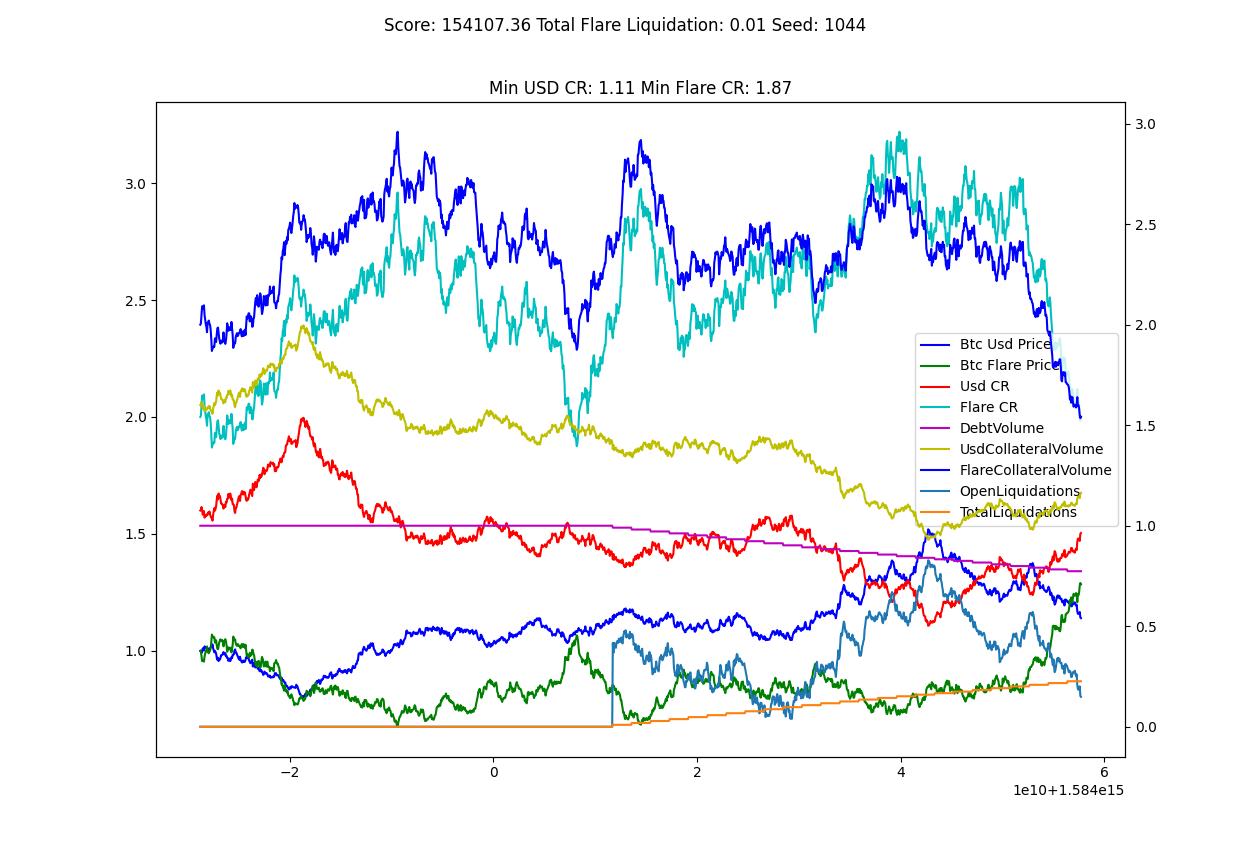 Score: 154107.36 Total Flare Liquidation: 0.01 Seed: 1044
Min USD CR: 1.11 Min Flare CR: 1.87
3.0
2.5
2.0
1.5
1.0
3.0
2.5
2.0
1.5
1.0
0.5
0.0
Btc Usd Price
Btc Flare Price
Usd CR
Flare CR
DebtVolume
UsdCollateralVolume
FlareCollateralVolume
OpenLiquidations
TotalLiquidations
−2 0 2 4 6
1e10+1.584e15